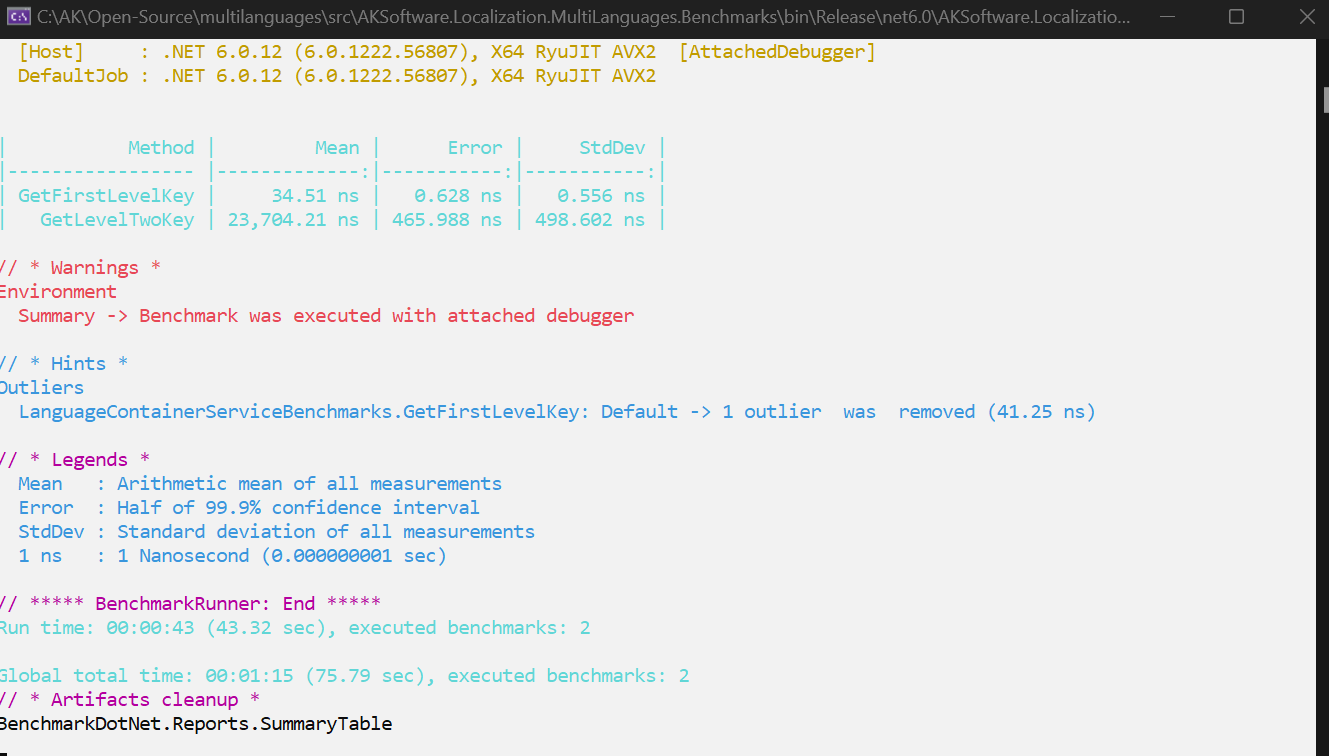 C:\AK\Open-Source\multilanguages\src\AKSoftware.Localization.MultiLanguages.Benchmarks\bin\Release\net6.0\AKSoftware.Localizatio...
[Host]     : .NET 6.0.12 (6.0.1222.56807), X64 RyuJIT AVX2  [AttachedDebugger]
DefaultJob : .NET 6.0.12 (6.0.1222.56807), X64 RyuJIT AVX2
|           Method |         Mean |      Error |     StdDev |
|----------------- |-------------:|-----------:|-----------:|
| GetFirstLevelKey |     34.51 ns |   0.628 ns |   0.556 ns |
|   GetLevelTwoKey | 23,704.21 ns | 465.988 ns | 498.602 ns |
// * Warnings *
Environment
  Summary -> Benchmark was executed with attached debugger
// * Hints *
Outliers
  LanguageContainerServiceBenchmarks.GetFirstLevelKey: Default -> 1 outlier  was  removed (41.25 ns)
// * Legends *
  Mean   : Arithmetic mean of all measurements
  Error  : Half of 99.9% confidence interval
  StdDev : Standard deviation of all measurements
  1 ns   : 1 Nanosecond (0.000000001 sec)
// ***** BenchmarkRunner: End *****
Run time: 00:00:43 (43.32 sec), executed benchmarks: 2
Global total time: 00:01:15 (75.79 sec), executed benchmarks: 2
// * Artifacts cleanup *
BenchmarkDotNet.Reports.SummaryTable